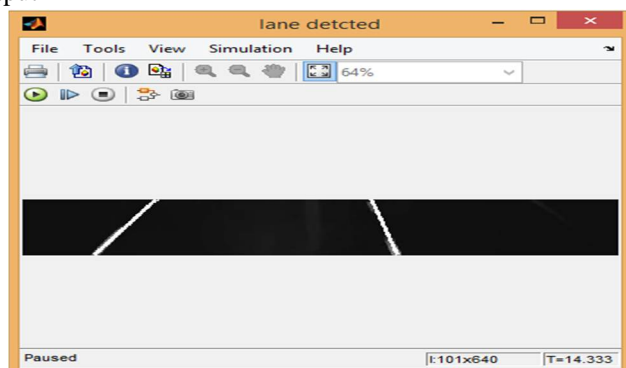 lane detcted
File Tools View Simulation Help
64%
Paused I:101x640 T=14.333